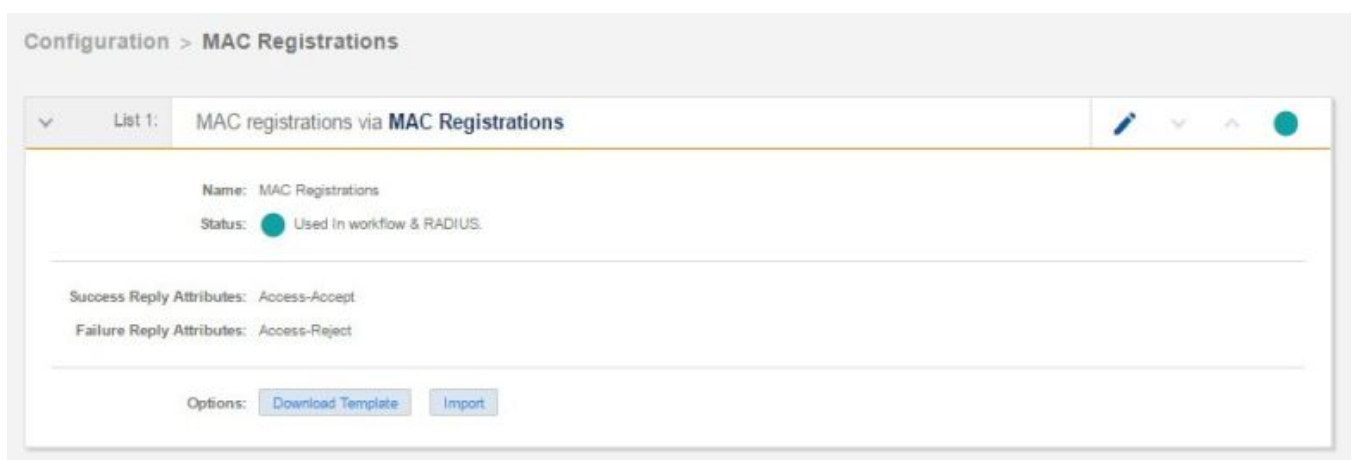 Configuration > MAC Registrations
List 1: MAC registrations via MAC Registrations
Name: MAC Registrations
Status: Used In workflow & RADIUS.
Success Reply Attributes: Access-Accept
Failure Reply Attributes: Access-Reject
Options: Download Template Import